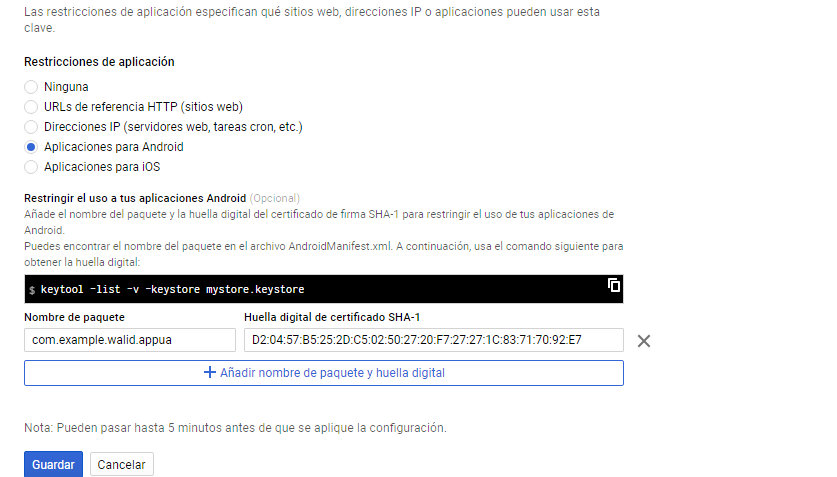 Las restricciones de aplicación especifican qué sitios web, direcciones IP o aplicaciones pueden usar esta
clave.
Restricciones de aplicación
Ninguna
URLs de referencia HTTP (sitios web)
Direcciones IP (servidores web, tareas cron, etc.)
Aplicaciones para Android
Aplicaciones para iOS
Restringir el uso a tus aplicaciones Android (Opcional)
Añade el nombre del paquete y la huella digital del certificado de firma SHA-1 para restringir el uso de tus aplicaciones de
Android.
Puedes encontrar el nombre del paquete en el archivo AndroidManifest.xml. A continuación, usa el comando siguiente para
obtener la huella digital:
$ keytool -list -v -keystore mystore.keystore
Nombre de paquete Huella digital de certificado SHA-1
com.example.walid.appua D2:04:57:B5:25:2D:C5:02:50:27:20:F7:27:27:1C:83:71:70:92:E7
+ Añadir nombre de paquete y huella digital
Nota: Pueden pasar hasta 5 minutos antes de que se aplique la configuración.
Guardar Cancelar